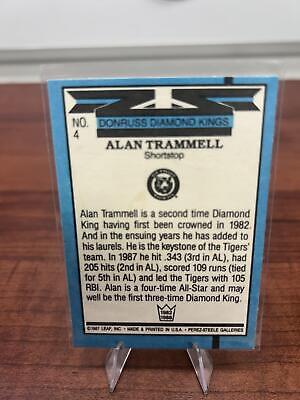 NO.
4
DONRUSS DIAMOND KINGS
ALAN TRAMMELL
Shortstop
Alan Trammell is a second time Diamond
King having first been crowned in 1982.
And in the ensuing years he has added to
his laurels. He is the keystone of the Tigers'
team. In 1987 he hit .343 (3rd in AL), had
205 hits (2nd in AL), scored 109 runs (tied
for 5th in AL) and led the Tigers with 105
RBI. Alan is a four-time All-Star and may
well be the first three-time Diamond King.
1982
1988
©1987 LEAF, INC. • MADE & PRINTED IN U.S.A. • PEREZ-STEELE GALLERIES